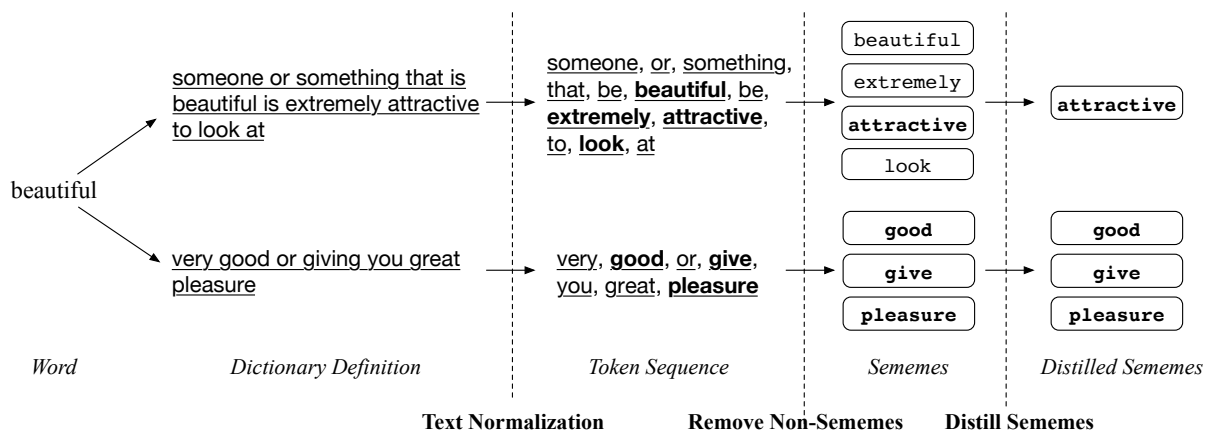 beautiful
someone or something that is
beautiful is extremely attractive
to look at
someone, or, something,
that, be, beautiful, be,
extremely, attractive,
to, look, at
beautiful
extremely
attractive
look
attractive
very good or giving you great
pleasure
very, good, or, give,
you, great, pleasure
good
give
pleasure
good
give
pleasure
Word
Dictionary Definition
Token Sequence
Sememes
Distilled Sememes
Text Normalization
Remove Non-Sememes
Distill Sememes